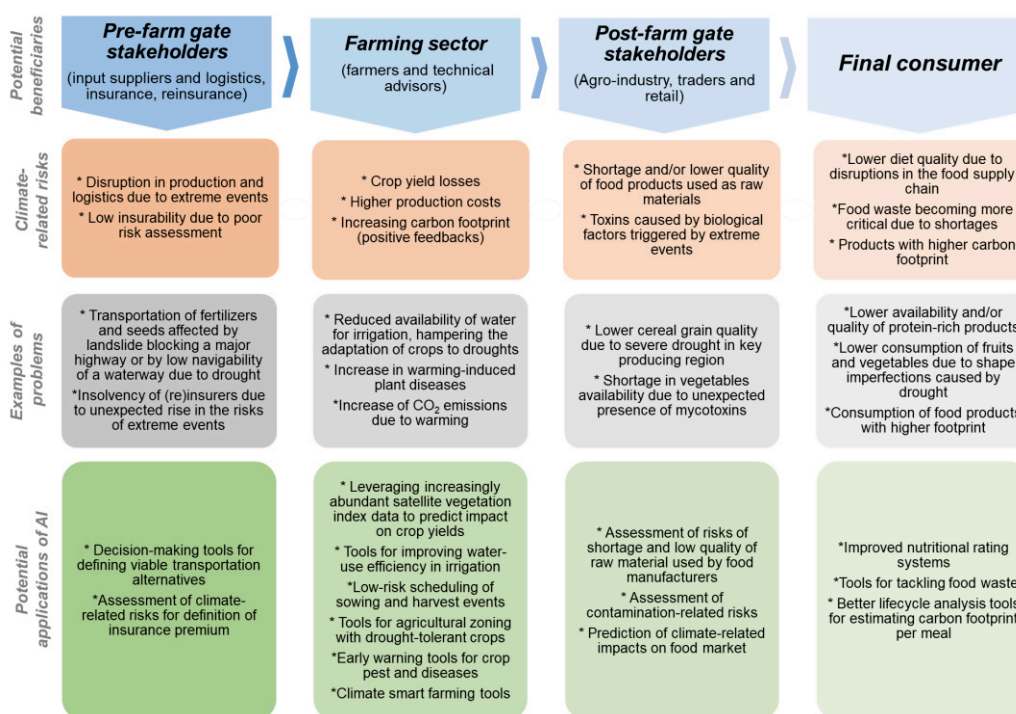 Potential
beneficiaries
Pre-farm gate
stakeholders
(input suppliers and logistics,
insurance, reinsurance)
Farming sector
(farmers and technical
advisors)
Post-farm gate
stakeholders
(Agro-industry, traders and
retail)
Final consumer
Climate-
related risks
* Disruption in production and
logistics due to extreme events
* Low insurability due to poor
risk assessment
* Crop yield losses
* Higher production costs
* Increasing carbon footprint
(positive feedbacks)
* Shortage and/or lower quality
of food products used as raw
materials
* Toxins caused by biological
factors triggered by extreme
events
*Lower diet quality due to
disruptions in the food supply
chain
*Food waste becoming more
critical due to shortages
* Products with higher carbon
footprint
Examples of
problems
* Transportation of fertilizers
and seeds affected by
landslide blocking a major
highway or by low navigability
of a waterway due to drought
*Insolvency of (re)insurers due
to unexpected rise in the risks
of extreme events
* Reduced availability of water
for irrigation, hampering the
adaptation of crops to droughts
* Increase in warming-induced
plant diseases
*Increase of CO₂ emissions
due to warming
* Lower cereal grain quality
due to severe drought in key
producing region
* Shortage in vegetables
availability due to unexpected
presence of mycotoxins
*Lower availability and/or
quality of protein-rich products
*Lower consumption of fruits
and vegetables due to shape
imperfections caused by
drought
*Consumption of food products
with higher footprint
Potential
applications of AI
* Decision-making tools for
defining viable transportation
alternatives
*Assessment of climate-
related risks for definition of
insurance premium
* Leveraging increasingly
abundant satellite vegetation
index data to predict impact
on crop yields
* Tools for improving water-
use efficiency in irrigation
*Low-risk scheduling of
sowing and harvest events
* Tools for agricultural zoning
with drought-tolerant crops
*Early warning tools for crop
pest and diseases
*Climate smart farming tools
* Assessment of risks of
shortage and low quality of
raw material used by food
manufacturers
* Assessment of
contamination-related risks
* Prediction of climate-related
impacts on food market
*Improved nutritional rating
systems
*Tools for tackling food waste
* Better lifecycle analysis tools
for estimating carbon footprint
per meal